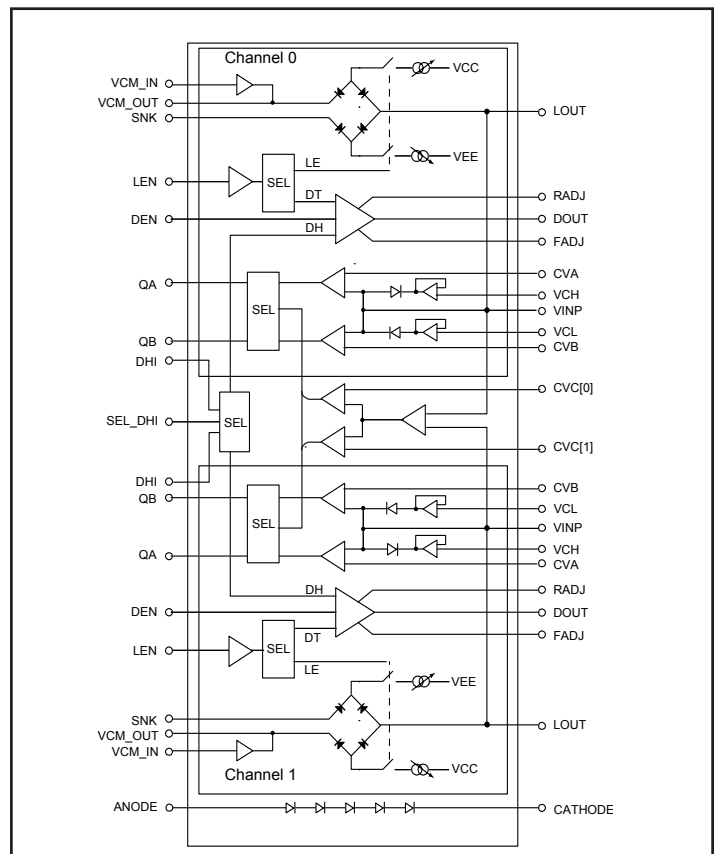 Channel 0
VCM_IN
VCC
VCM_OUT
LOUT
SNK
VEE
LE
LEN
SEL
DT
RADJ
DEN
DOUT
DH
FADJ
CVA
QA
VCH
SEL
VINP
VCL
QB
CVB
DHI
CVC[0]
SEL_DHI
SEL
CVC[1]
DHI
CVB
QB
VCL
SEL
VINP
QA
VCH
CVA
DH
RADJ
DEN
DOUT
DT
FADJ
LEN
SEL
LE
VEE
SNK
LOUT
VCM_OUT
VCM_IN
VCC
Channel 1
ANODE
CATHODE